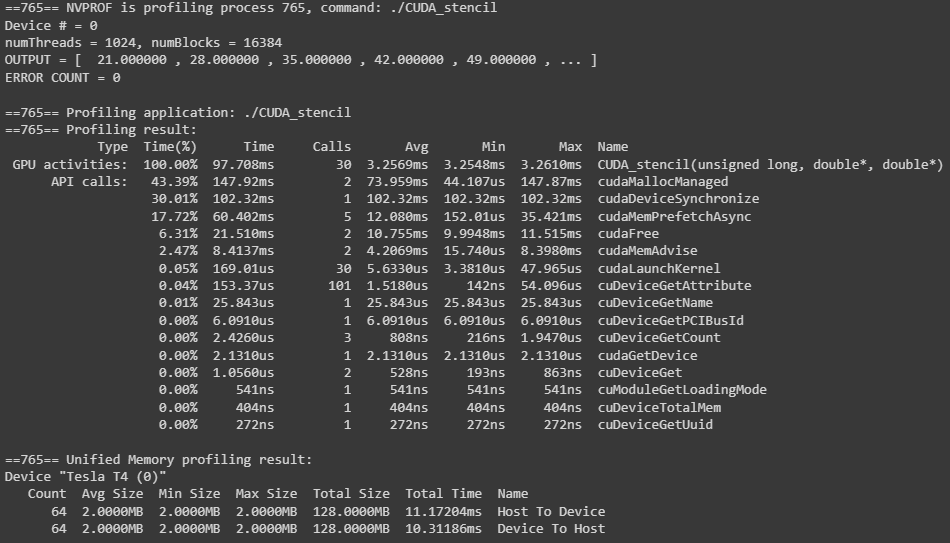 ==765== NVPROF is profiling process 765, command: ./CUDA_stencil
Device # = 0
numThreads = 1024, numBlocks = 16384
OUTPUT = [  21.000000 , 28.000000 , 35.000000 , 42.000000 , 49.000000 , ... ]
ERROR COUNT = 0
==765== Profiling application: ./CUDA_stencil
==765== Profiling result:
Type  Time(%)      Time     Calls       Avg       Min       Max  Name
GPU activities:  100.00%  97.708ms        30  3.2569ms  3.2548ms  3.2610ms  CUDA_stencil(unsigned long, double*, double*)
API calls:   43.39%  147.92ms         2  73.959ms  44.107us  147.87ms  cudaMallocManaged
30.01%  102.32ms         1  102.32ms  102.32ms  102.32ms  cudaDeviceSynchronize
17.72%  60.402ms         5  12.080ms  152.01us  35.421ms  cudaMemPrefetchAsync
6.31%  21.510ms         2  10.755ms  9.9948ms  11.515ms  cudaFree
2.47%  8.4137ms         2  4.2069ms  15.740us  8.3980ms  cudaMemAdvise
0.05%  169.01us        30  5.6330us  3.3810us  47.965us  cudaLaunchKernel
0.04%  153.37us       101  1.5180us     142ns  54.096us  cuDeviceGetAttribute
0.01%  25.843us         1  25.843us  25.843us  25.843us  cuDeviceGetName
0.00%  6.0910us         1  6.0910us  6.0910us  6.0910us  cuDeviceGetPCIBusId
0.00%  2.4260us         3     808ns     216ns  1.9470us  cuDeviceGetCount
0.00%  2.1310us         1  2.1310us  2.1310us  2.1310us  cudaGetDevice
0.00%  1.0560us         2     528ns     193ns     863ns  cuDeviceGet
0.00%     541ns         1     541ns     541ns     541ns  cuModuleGetLoadingMode
0.00%     404ns         1     404ns     404ns     404ns  cuDeviceTotalMem
0.00%     272ns         1     272ns     272ns     272ns  cuDeviceGetUuid
==765== Unified Memory profiling result:
Device "Tesla T4 (0)"
Count  Avg Size  Min Size  Max Size  Total Size  Total Time  Name
64  2.0000MB  2.0000MB  2.0000MB  128.0000MB  11.17204ms  Host To Device
64  2.0000MB  2.0000MB  2.0000MB  128.0000MB  10.31186ms  Device To Host